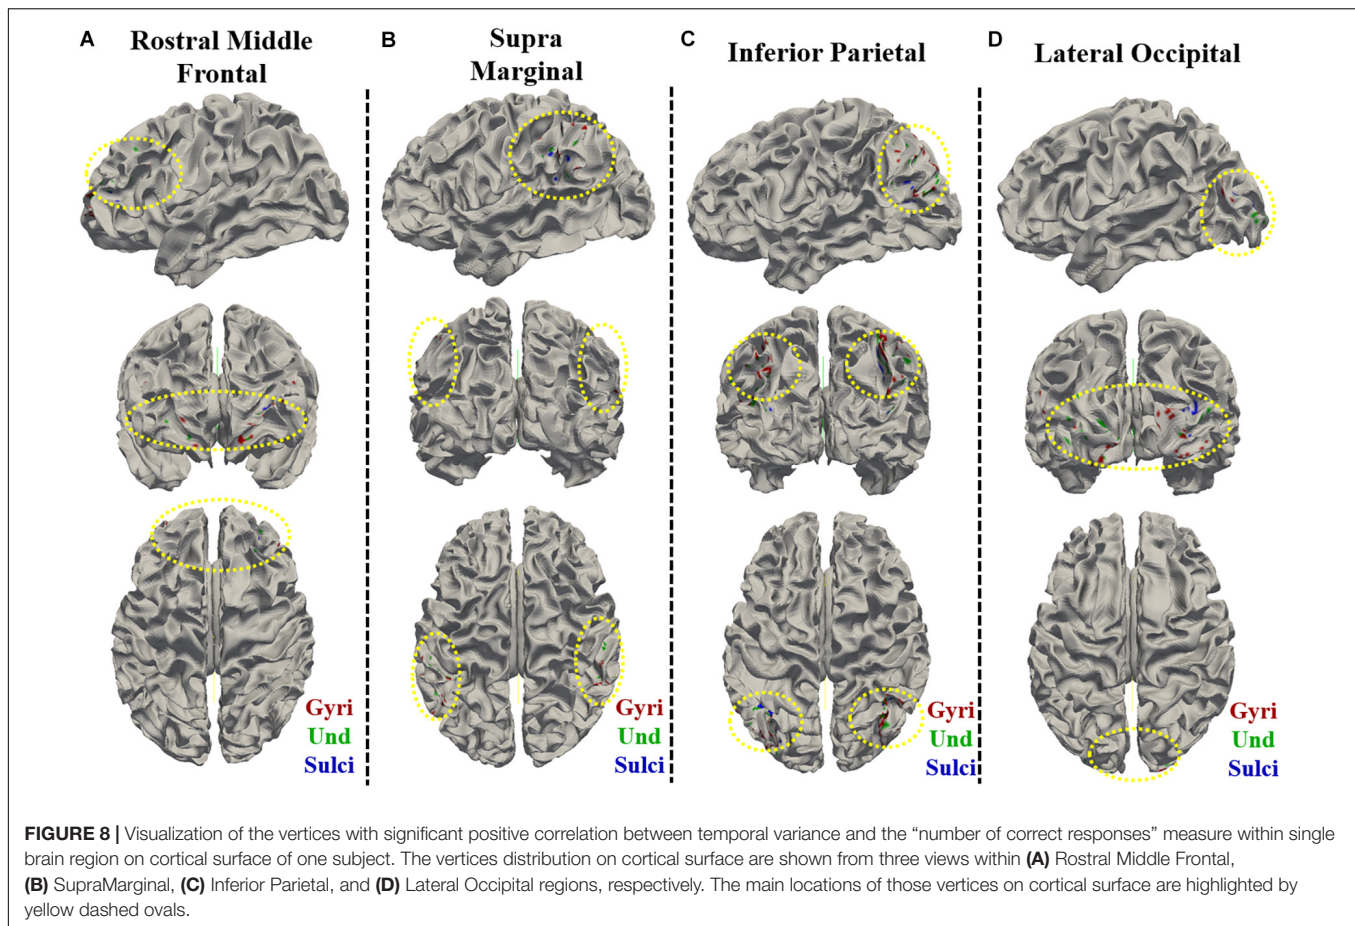 A
Rostral Middle
Frontal
B
Supra
Marginal
C
Inferior Parietal
D
Lateral Occipital
Gyri
Und
Sulci
Gyri
Und
Sulci
Gyri
Und
Sulci
Gyri
Und
Sulci
FIGURE 8 | Visualization of the vertices with significant positive correlation between temporal variance and the “number of correct responses” measure within single
brain region on cortical surface of one subject. The vertices distribution on cortical surface are shown from three views within (A) Rostral Middle Frontal,
(B) SupraMarginal, (C) Inferior Parietal, and (D) Lateral Occipital regions, respectively. The main locations of those vertices on cortical surface are highlighted by
yellow dashed ovals.